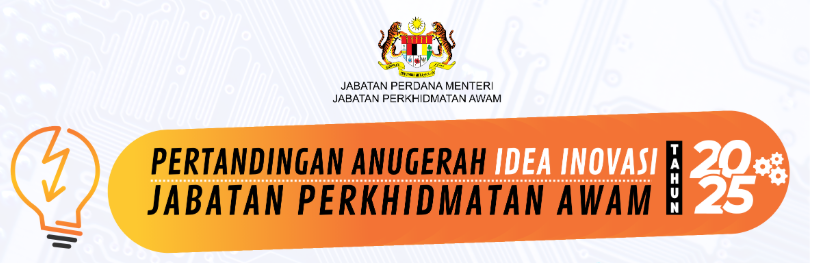 JABATAN PERDANA MENTERI
JABATAN PERKHIDMATAN AWAM
PERTANDINGAN ANUGERAH IDEA INOVASI
JABATAN PERKHIDMATAN AWAM
TAHUN
2025